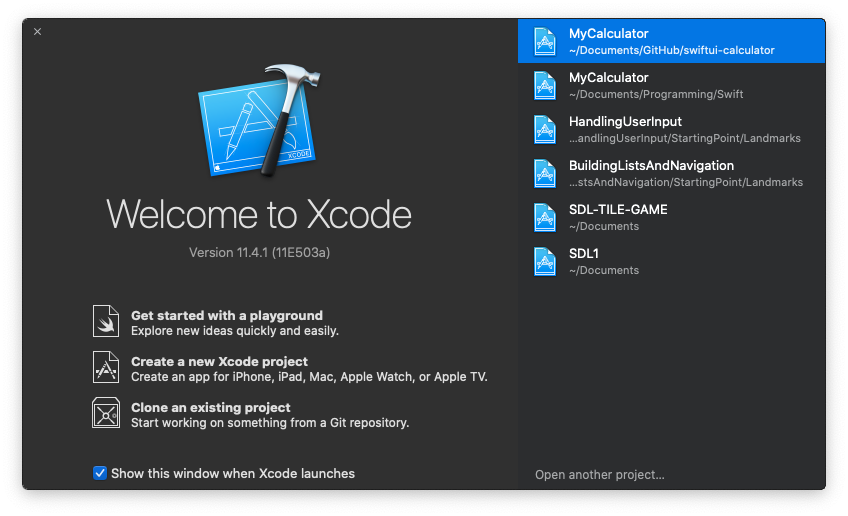 XCODE
Welcome to Xcode
Version 11.4.1 (11E503a)
Get started with a playground
Explore new ideas quickly and easily.
Create a new Xcode project
Create an app for iPhone, iPad, Mac, Apple Watch, or Apple TV.
Clone an existing project
Start working on something from a Git repository.
Show this window when Xcode launches
MyCalculator
~/Documents/GitHub/swiftui-calculator
MyCalculator
~/Documents/Programming/Swift
HandlingUserInput
...andlingUserInput/StartingPoint/Landmarks
BuildingListsAndNavigation
...stsAndNavigation/StartingPoint/Landmarks
SDL-TILE-GAME
~/Documents
SDL1
~/Documents
Open another project...